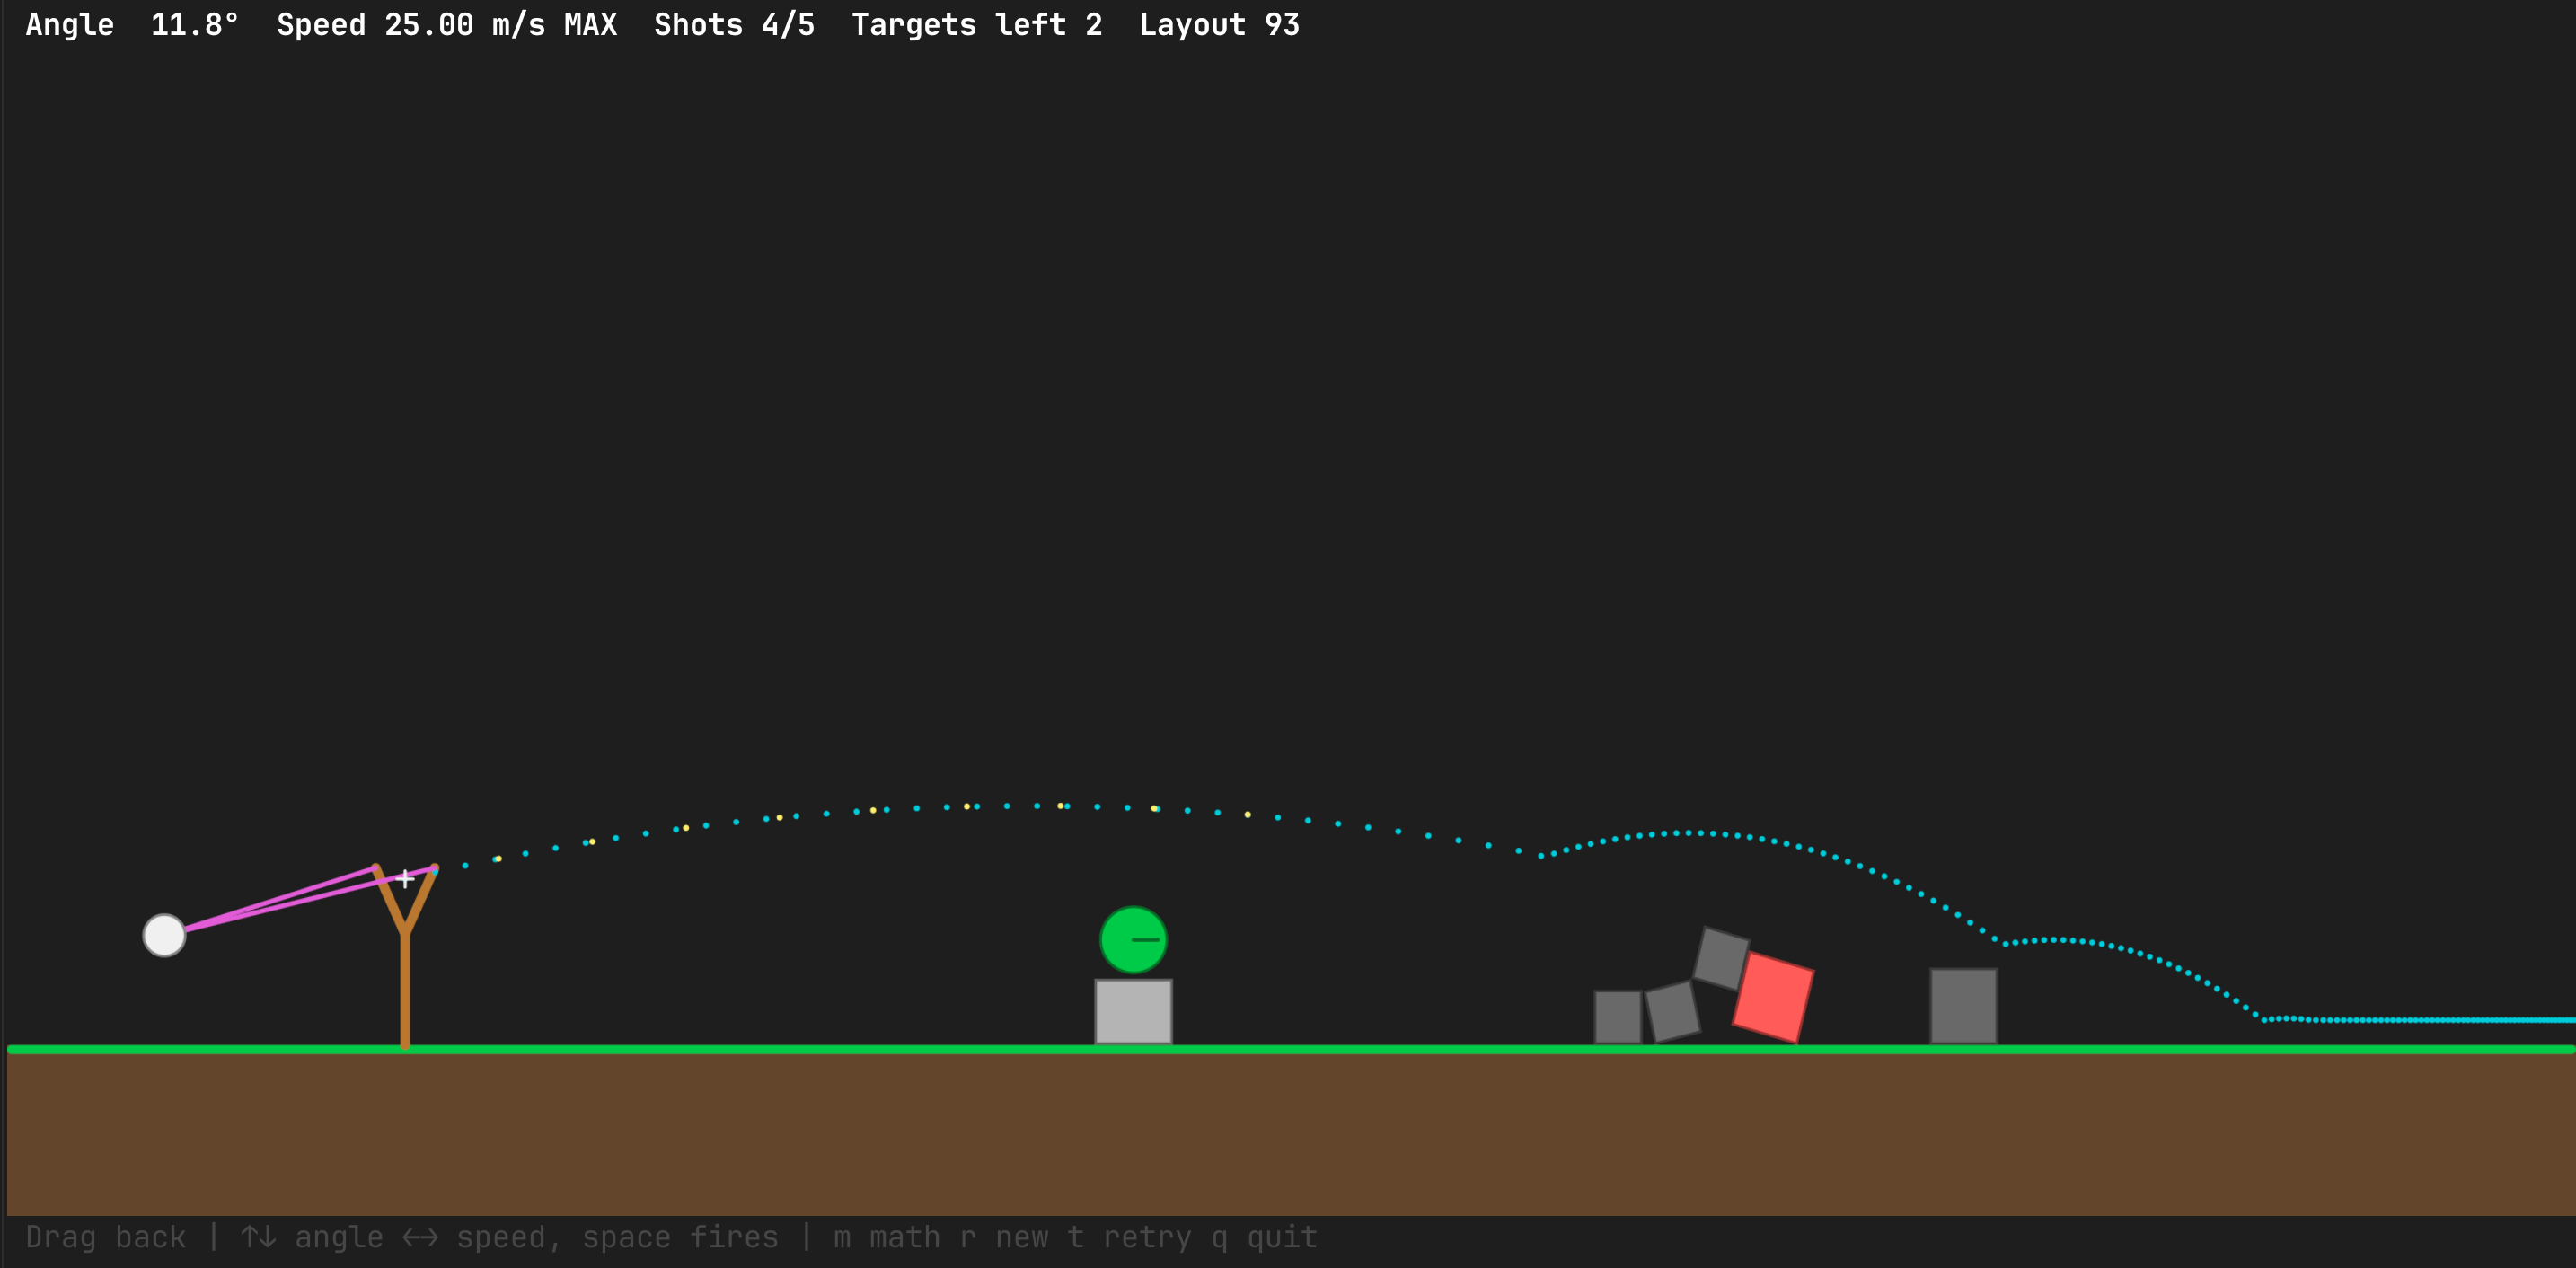 Angle  11.8°  Speed 25.00 m/s MAX  Shots 4/5  Targets left 2  Layout 93
Drag back | ↑↓ angle ←→ speed, space fires | m math r new t retry q quit